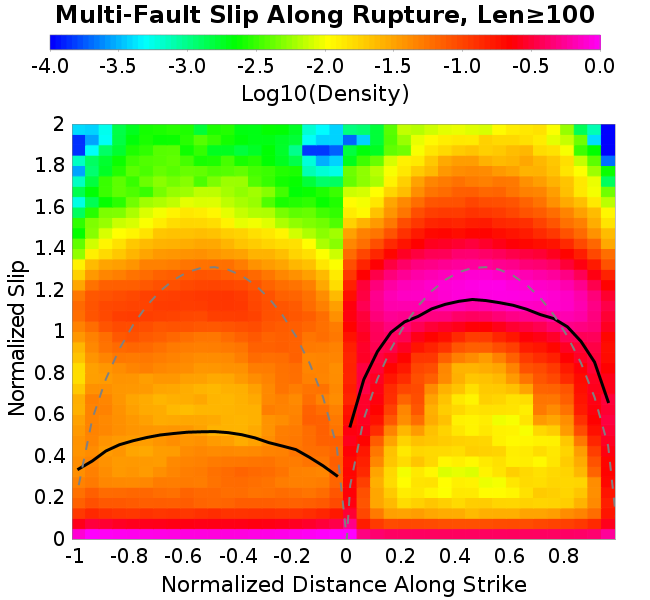 Multi-Fault Slip Along Rupture, Len≥100
-4.0 -3.5 -3.0 -2.5 -2.0 -1.5 -1.0 -0.5 0.0
Log10(Density)
2
1.8
1.6
1.4
1.2
1
0.8
0.6
0.4
0.2
0
Normalized Slip
-1 -0.8 -0.6 -0.4 -0.2 0 0.2 0.4 0.6 0.8
Normalized Distance Along Strike